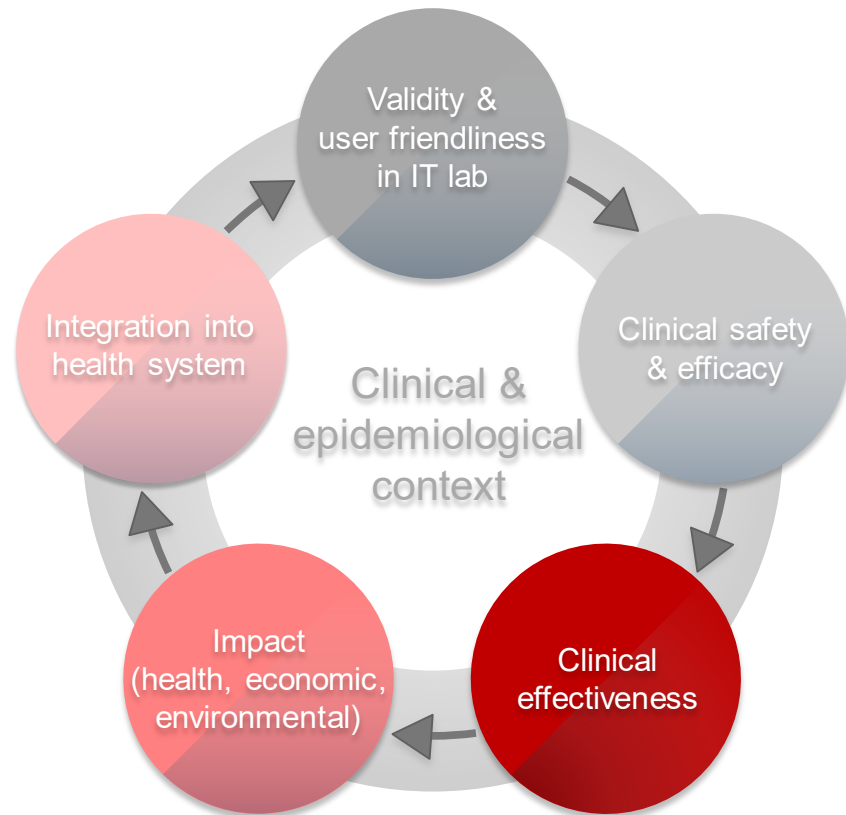 Validity &
user friendliness
in IT lab
Clinical safety
& efficacy
Clinical
effectiveness
Impact
(health, economic,
environmental)
Integration into
health system
Clinical &
epidemiological
context